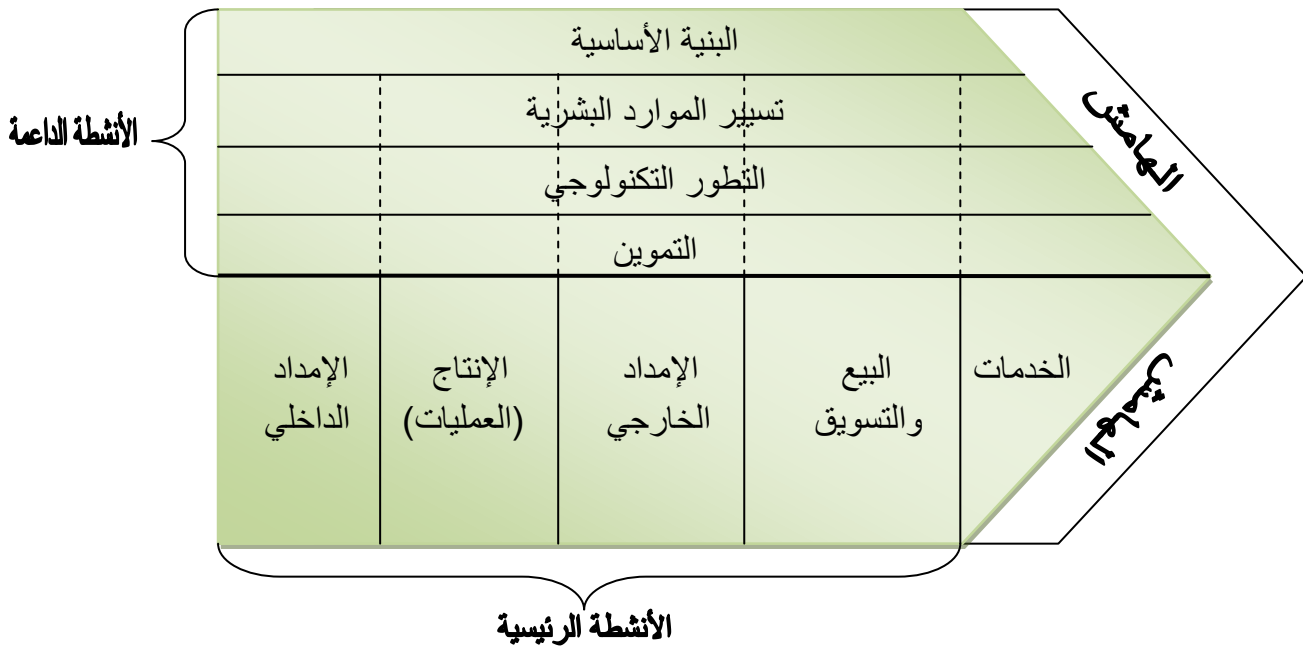 البنية الأساسية
تسيير الموارد البشرية
التطور التكنولوجي
التموين
الأنشطة الداعمة
الهامش
الإمداد
الداخلي
الإنتاج
(العمليات)
الإمداد
الخارجي
البيع
والتسويق
الخدمات
الهامش
الأنشطة الرئيسية